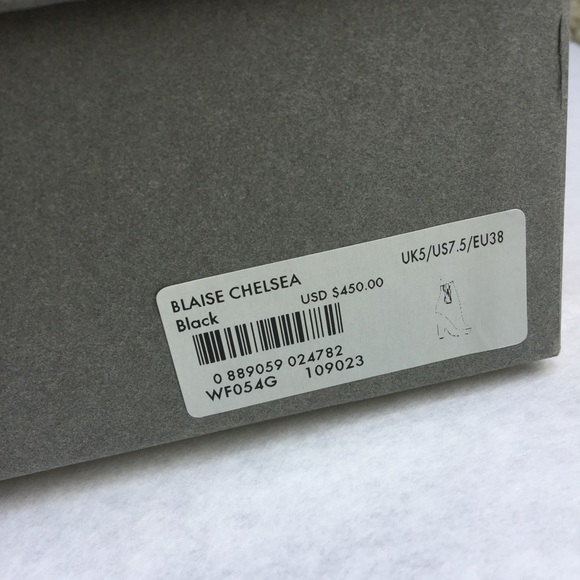 BLAISE CHELSEA
UK5/US7.5/EU38
Black
USD $450.00
0 889059 024782
WF054G 109023